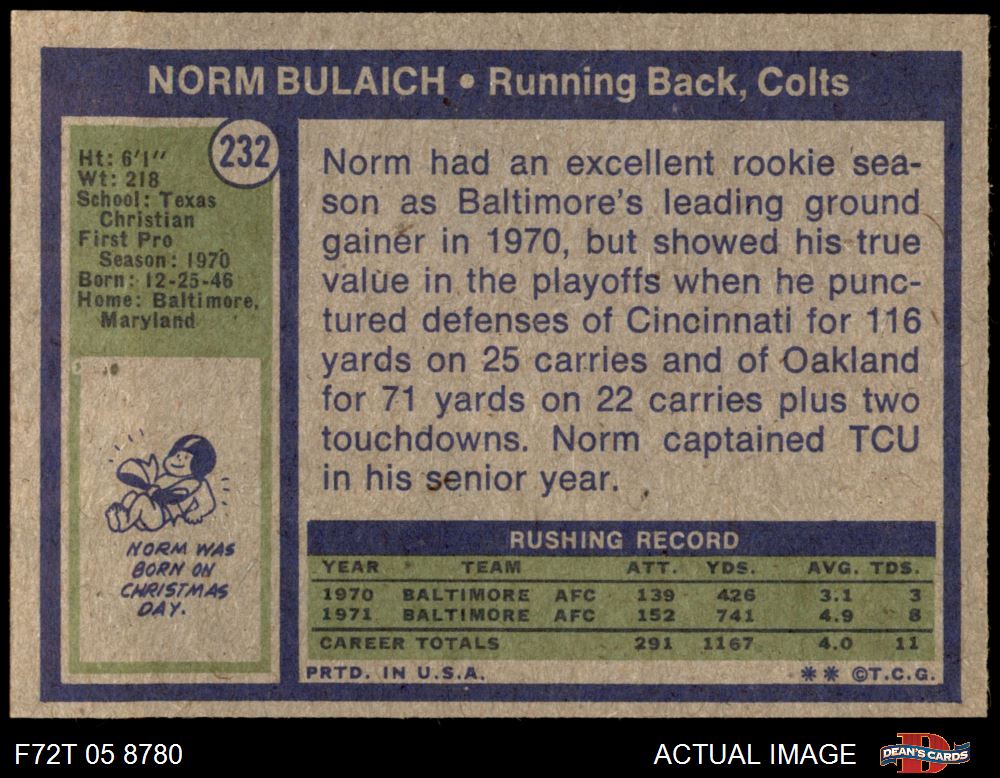 NORM BULAICH • Running Back, Colts
232
Ht: 6'1"
Wt: 218
School: Texas
Christian
First Pro
Season: 1970
Born: 12-25-46
Home: Baltimore,
Maryland
NORM WAS
BORN ON
CHRISTMAS
DAY.
Norm had an excellent rookie sea-
son as Baltimore's leading ground
gainer in 1970, but showed his true
value in the playoffs when he punc-
tured defenses of Cincinnati for 116
yards on 25 carries and of Oakland
for 71 yards on 22 carries plus two
touchdowns. Norm captained TCU
in his senior year.
RUSHING RECORD
YEAR TEAM ATT. YDS. AVG. TDS.
1970 BALTIMORE AFC 139 426 3.1 3
1971 BALTIMORE AFC 152 741 4.9 8
CAREER TOTALS 291 1167 4.0 11
PRTD. IN U.S.A. ** ©T.C.G.
F72T 05 8780 ACTUAL IMAGE DEAN'S CARDS